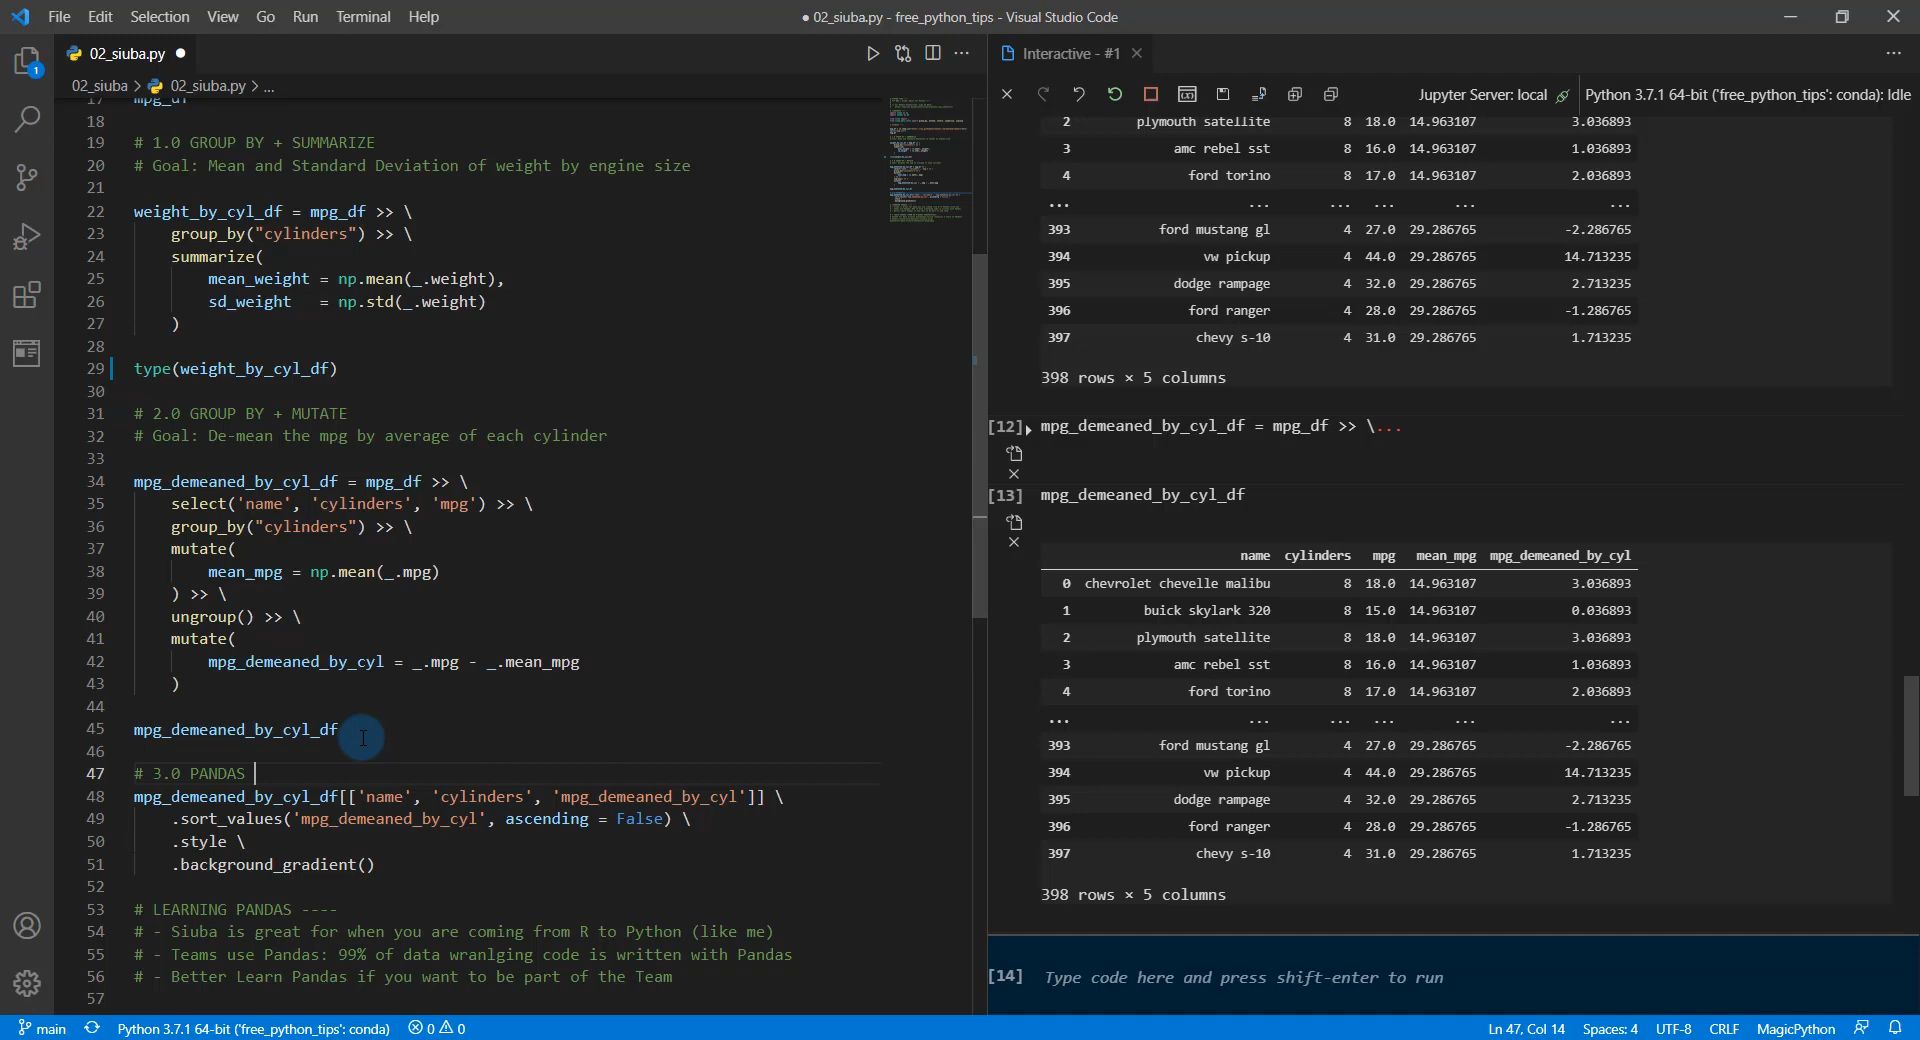 File Edit Selection View Go Run Terminal Help
● 02_siuba.py - free_python_tips - Visual Studio Code
02_siuba.py ●
02_siuba > 02_siuba.py > ...
17 mpg_df
18
19 # 1.0 GROUP BY + SUMMARIZE
20 # Goal: Mean and Standard Deviation of weight by engine size
21
22 weight_by_cyl_df = mpg_df >> \
23 group_by("cylinders") >> \
24 summarize(
25 mean_weight = np.mean(_.weight),
26 sd_weight   = np.std(_.weight)
27 )
28
29 type(weight_by_cyl_df)
30
31 # 2.0 GROUP BY + MUTATE
32 # Goal: De-mean the mpg by average of each cylinder
33
34 mpg_demeaned_by_cyl_df = mpg_df >> \
35 select('name', 'cylinders', 'mpg') >> \
36 group_by("cylinders") >> \
37 mutate(
38 mean_mpg = np.mean(_.mpg)
39 ) >> \
40 ungroup() >> \
41 mutate(
42 mpg_demeaned_by_cyl = _.mpg - _.mean_mpg
43 )
44
45 mpg_demeaned_by_cyl_df
46
47 # 3.0 PANDAS
48 mpg_demeaned_by_cyl_df[['name', 'cylinders', 'mpg_demeaned_by_cyl']] \
49 .sort_values('mpg_demeaned_by_cyl', ascending = False) \
50 .style \
51 .background_gradient()
52
53 # LEARNING PANDAS ----
54 # - Siuba is great for when you are coming from R to Python (like me)
55 # - Teams use Pandas: 99% of data wranlging code is written with Pandas
56 # - Better Learn Pandas if you want to be part of the Team
57
Interactive - #1
Jupyter Server: local
Python 3.7.1 64-bit ('free_python_tips': conda): Idle
2 plymouth satellite 8 18.0 14.963107 3.036893
3 amc rebel sst 8 16.0 14.963107 1.036893
4 ford torino 8 17.0 14.963107 2.036893
... ... ... ... ... ...
393 ford mustang gl 4 27.0 29.286765 -2.286765
394 vw pickup 4 44.0 29.286765 14.713235
395 dodge rampage 4 32.0 29.286765 2.713235
396 ford ranger 4 28.0 29.286765 -1.286765
397 chevy s-10 4 31.0 29.286765 1.713235
398 rows × 5 columns
[12] mpg_demeaned_by_cyl_df = mpg_df >> \...
[13] mpg_demeaned_by_cyl_df
name cylinders mpg mean_mpg mpg_demeaned_by_cyl
0 chevrolet chevelle malibu 8 18.0 14.963107 3.036893
1 buick skylark 320 8 15.0 14.963107 0.036893
2 plymouth satellite 8 18.0 14.963107 3.036893
3 amc rebel sst 8 16.0 14.963107 1.036893
4 ford torino 8 17.0 14.963107 2.036893
... ... ... ... ... ...
393 ford mustang gl 4 27.0 29.286765 -2.286765
394 vw pickup 4 44.0 29.286765 14.713235
395 dodge rampage 4 32.0 29.286765 2.713235
396 ford ranger 4 28.0 29.286765 -1.286765
397 chevy s-10 4 31.0 29.286765 1.713235
398 rows × 5 columns
[14] Type code here and press shift-enter to run
1
main Python 3.7.1 64-bit ('free_python_tips': conda) 0 0
Ln 47, Col 14 Spaces: 4 UTF-8 CRLF MagicPython